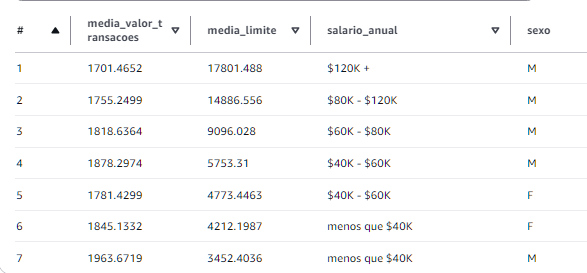 # media_valor_t
ransacoes media_limite salario_anual sexo
1 1701.4652 17801.488 $120K + M
2 1755.2499 14886.556 $80K - $120K M
3 1818.6364 9096.028 $60K - $80K M
4 1878.2974 5753.31 $40K - $60K M
5 1781.4299 4773.4463 $40K - $60K F
6 1845.1332 4212.1987 menos que $40K F
7 1963.6719 3452.4036 menos que $40K M